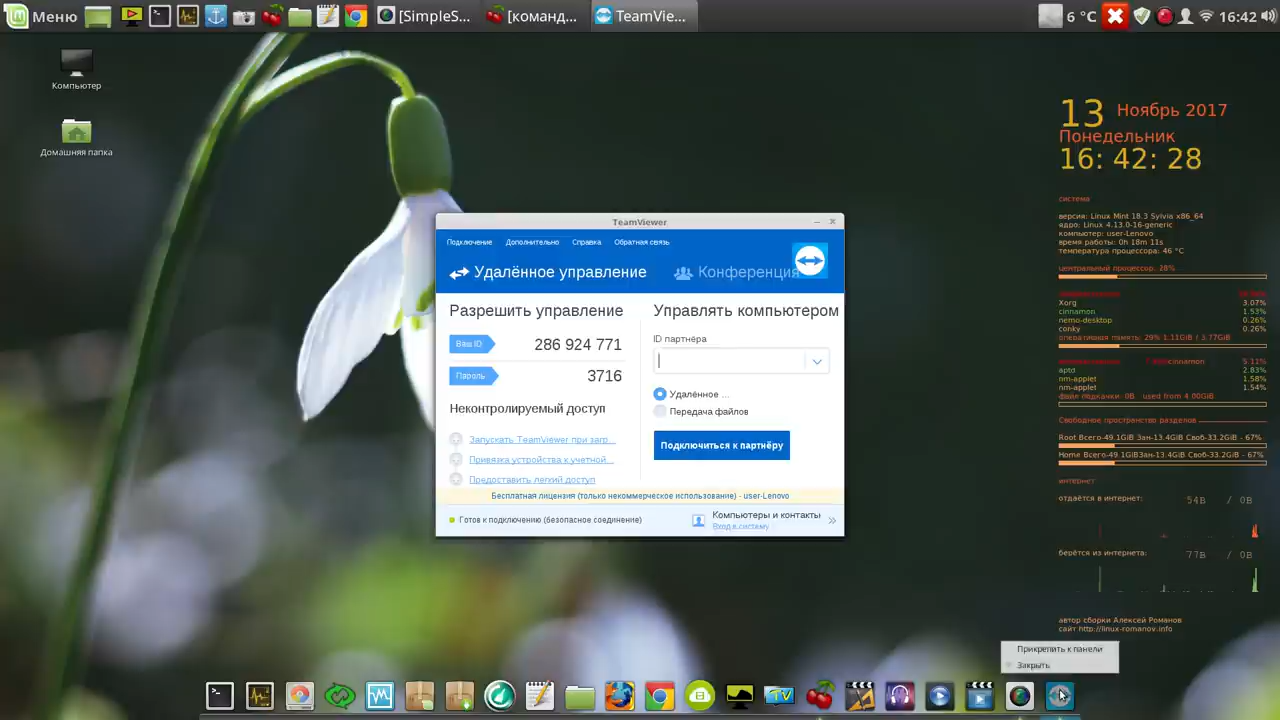 Меню
[SimpleS...
[команд...
TeamVie...
6 °C
16:42
Компьютер
Домашняя папка
13 Ноябрь 2017
Понедельник
16: 42: 28
система
версия: Linux Mint 18.3 Sylvia x86_64
ядро: Linux 4.13.0-16-generic
компьютер: user-Lenovo
время работы: 0h 18m 11s
температура процессора: 46 °C
центральный процессор: 28%
Xorg 3.07%
cinnamon 1.53%
nemo-desktop 0.26%
conky 0.26%
оперативная память: 29% 1.11GiB / 3.77GiB
cinnamon 5.11%
aptd 2.83%
nm-applet 1.58%
nm-applet 1.54%
файл подкачки: 0B used from 4.00GiB
Свободное пространство разделов
Root Всего-49.1GiB Зан-13.4GiB Своб-33.2GiB - 67%
Home Всего-49.1GiBЗан-13.4GiB Своб-33.2GiB - 67%
интернет
отдаётся в интернет: 54B / 0B
берётся из интернета: 77B / 0B
автор сборки Алексей Романов
сайт http://linux-romanov.info
TeamViewer
Подключение Дополнительно Справка Обратная связь
Удалённое управление
Конференция
Разрешить управление
Ваш ID 286 924 771
Пароль 3716
Неконтролируемый доступ
Запускать TeamViewer при загр...
Привязка устройства к учетной...
Предоставить легкий доступ
Управлять компьютером
ID партнёра
Удалённое ...
Передача файлов
Подключиться к партнёру
Бесплатная лицензия (только некоммерческое использование) - user-Lenovo
Готов к подключению (безопасное соединение)
Компьютеры и контакты
Вход в систему
Прикрепить к панели
Закрыть
TV